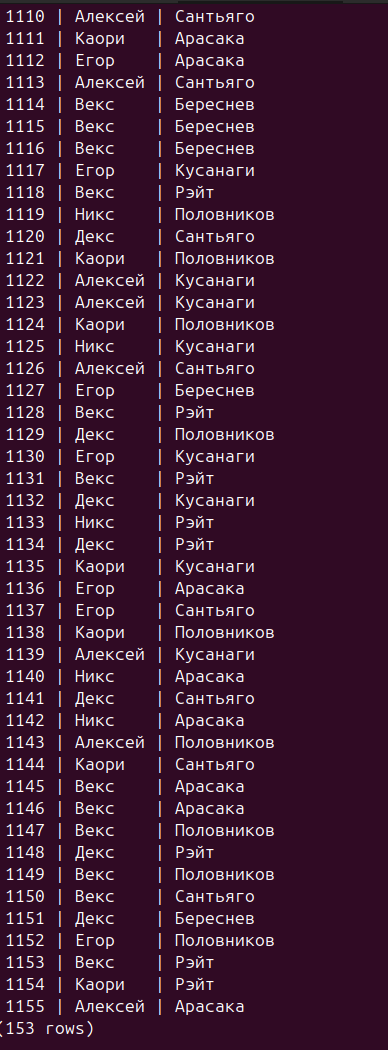 1110 | Алексей | Сантьяго
1111 | Каори | Арасака
1112 | Егор | Арасака
1113 | Алексей | Сантьяго
1114 | Векс | Береснев
1115 | Векс | Береснев
1116 | Векс | Береснев
1117 | Егор | Кусанаги
1118 | Векс | Рэйт
1119 | Никс | Половников
1120 | Декс | Сантьяго
1121 | Каори | Половников
1122 | Алексей | Кусанаги
1123 | Алексей | Кусанаги
1124 | Каори | Половников
1125 | Никс | Кусанаги
1126 | Алексей | Сантьяго
1127 | Егор | Береснев
1128 | Векс | Рэйт
1129 | Декс | Половников
1130 | Егор | Кусанаги
1131 | Векс | Рэйт
1132 | Декс | Кусанаги
1133 | Никс | Рэйт
1134 | Декс | Рэйт
1135 | Каори | Кусанаги
1136 | Егор | Арасака
1137 | Егор | Сантьяго
1138 | Каори | Половников
1139 | Алексей | Кусанаги
1140 | Никс | Арасака
1141 | Декс | Сантьяго
1142 | Никс | Арасака
1143 | Алексей | Половников
1144 | Каори | Сантьяго
1145 | Векс | Арасака
1146 | Векс | Арасака
1147 | Векс | Половников
1148 | Декс | Рэйт
1149 | Векс | Половников
1150 | Векс | Сантьяго
1151 | Декс | Береснев
1152 | Егор | Половников
1153 | Векс | Рэйт
1154 | Каори | Рэйт
1155 | Алексей | Арасака
(153 rows)